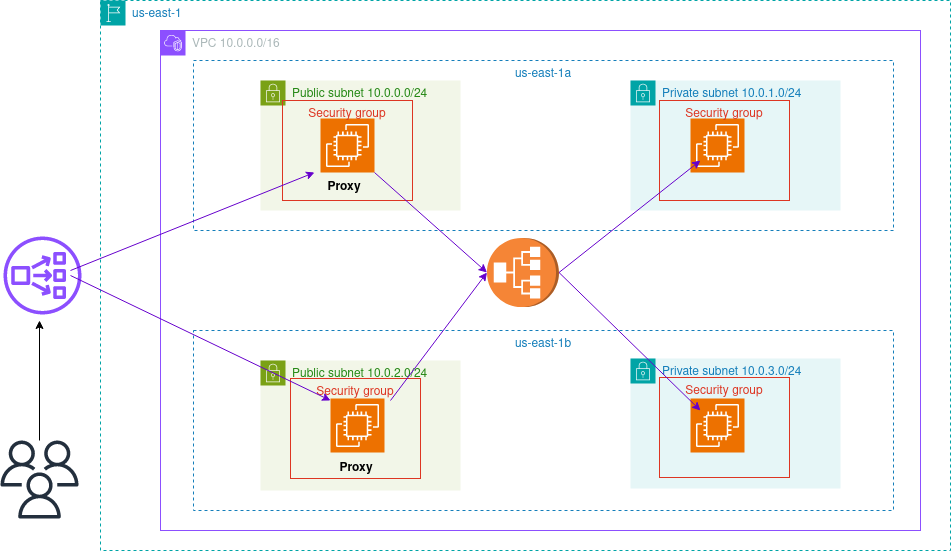 us-east-1
VPC 10.0.0.0/16
us-east-1a
Public subnet 10.0.0.0/24
Security group
Proxy
Private subnet 10.0.1.0/24
Security group
us-east-1b
Public subnet 10.0.2.0/24
Security group
Proxy
Private subnet 10.0.3.0/24
Security group